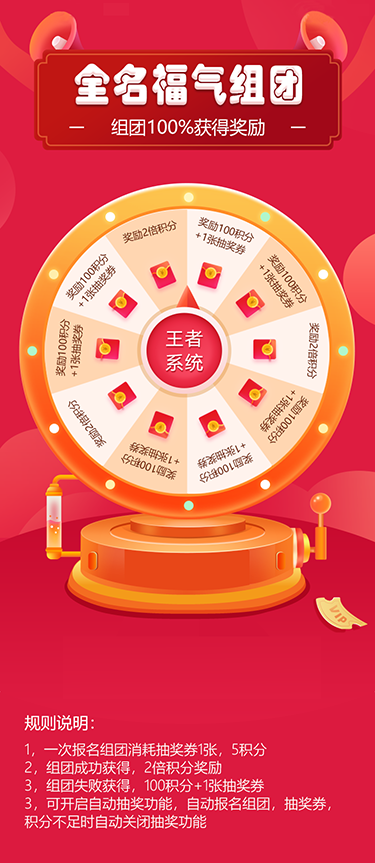 全名福气组团
组团100%获得奖励
奖励2倍积分
奖励100积分
+1张抽奖券
奖励100积分
+1张抽奖券
奖励2倍积分
奖励100积分
+1张抽奖券
奖励100积分
+1张抽奖券
奖励100积分
+1张抽奖券
奖励2倍积分
奖励100积分
+1张抽奖券
奖励100积分
+1张抽奖券
王者
系统
VIP
规则说明：
1，一次报名组团消耗抽奖券1张，5积分
2，组团成功获得，2倍积分奖励
3，组团失败获得，100积分+1张抽奖券
3，可开启自动抽奖功能，自动报名组团，抽奖券，
积分不足时自动关闭抽奖功能